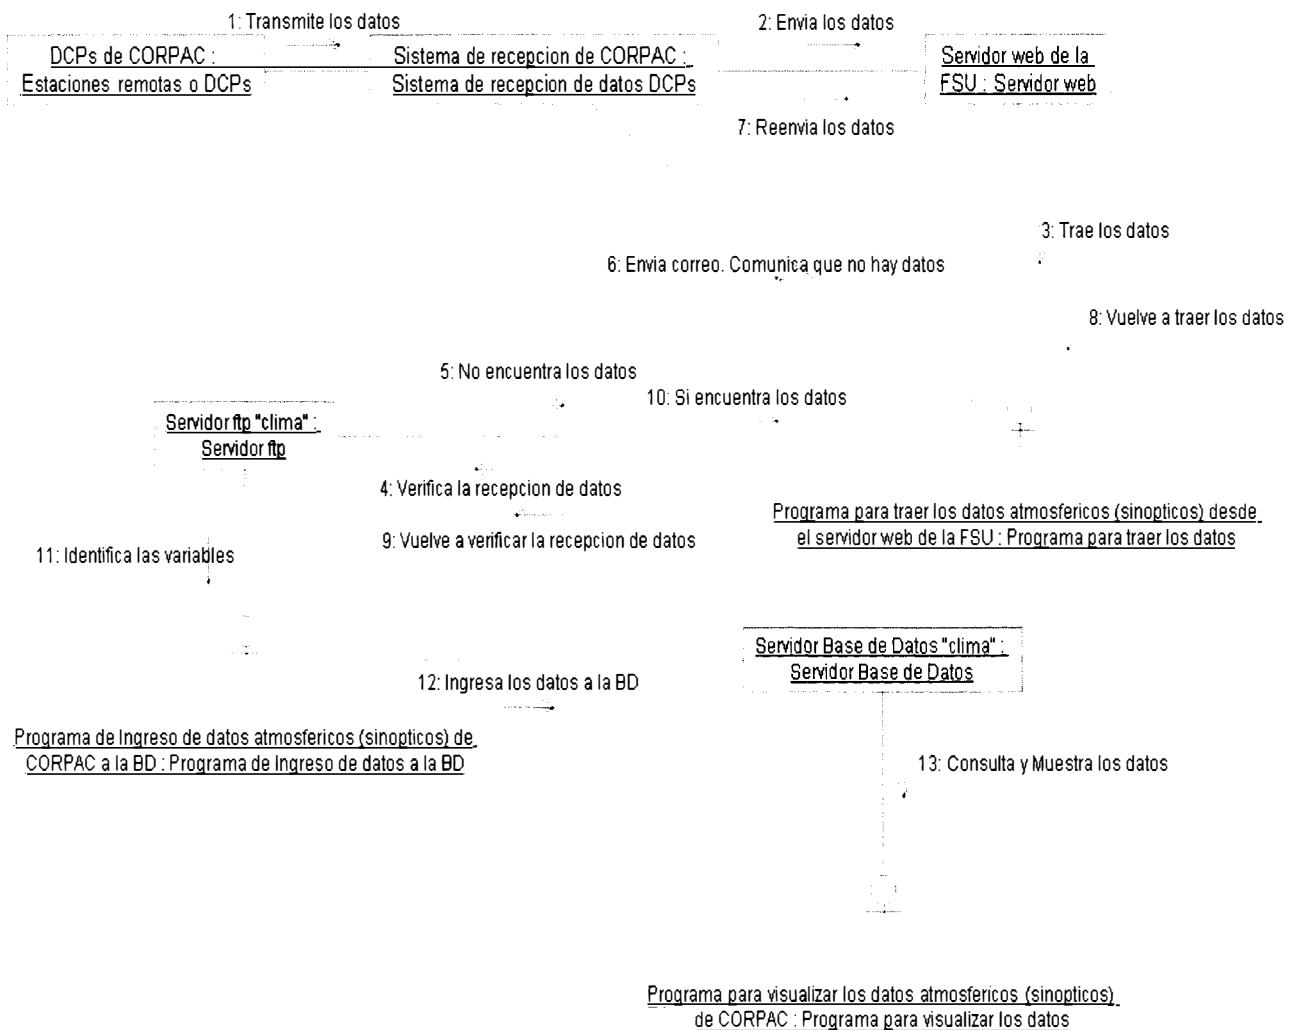 1: Transmite los datos
2: Envia los datos
DCPs de CORPAC :
Estaciones remotas o DCPs
Sistema de recepcion de CORPAC :
Sistema de recepcion de datos DCPs
Servidor web de la
FSU : Servidor web
7: Reenvia los datos
3: Trae los datos
6: Envia correo. Comunica que no hay datos
8: Vuelve a traer los datos
5: No encuentra los datos
10: Si encuentra los datos
Servidor ftp "clima" :
Servidor ftp
4: Verifica la recepcion de datos
9: Vuelve a verificar la recepcion de datos
Programa para traer los datos atmosfericos (sinopticos) desde
el servidor web de la FSU : Programa para traer los datos
11: Identifica las variables
Servidor Base de Datos "clima" :
Servidor Base de Datos
12: Ingresa los datos a la BD
Programa de Ingreso de datos atmosfericos (sinopticos) de
CORPAC a la BD : Programa de Ingreso de datos a la BD
13: Consulta y Muestra los datos
Programa para visualizar los datos atmosfericos (sinopticos)
de CORPAC : Programa para visualizar los datos